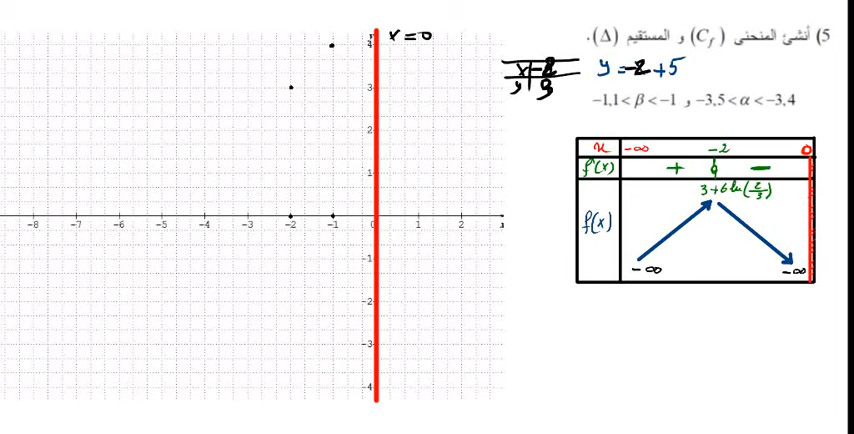 5) أنشئ المنحنى (C_f) و المستقيم (Δ).
x = 0
x | -2
y | 3
y = -2 + 5
-1,1 < β < -1 و -3,5 < α < -3,4
x -∞ -2 0
f'(x) + 0 -
3+6 ln(2/3)
f(x)
-∞ -∞
4
3
2
1
-8 -7 -6 -5 -4 -3 -2 -1 0 1 2
-1
-2
-3
-4